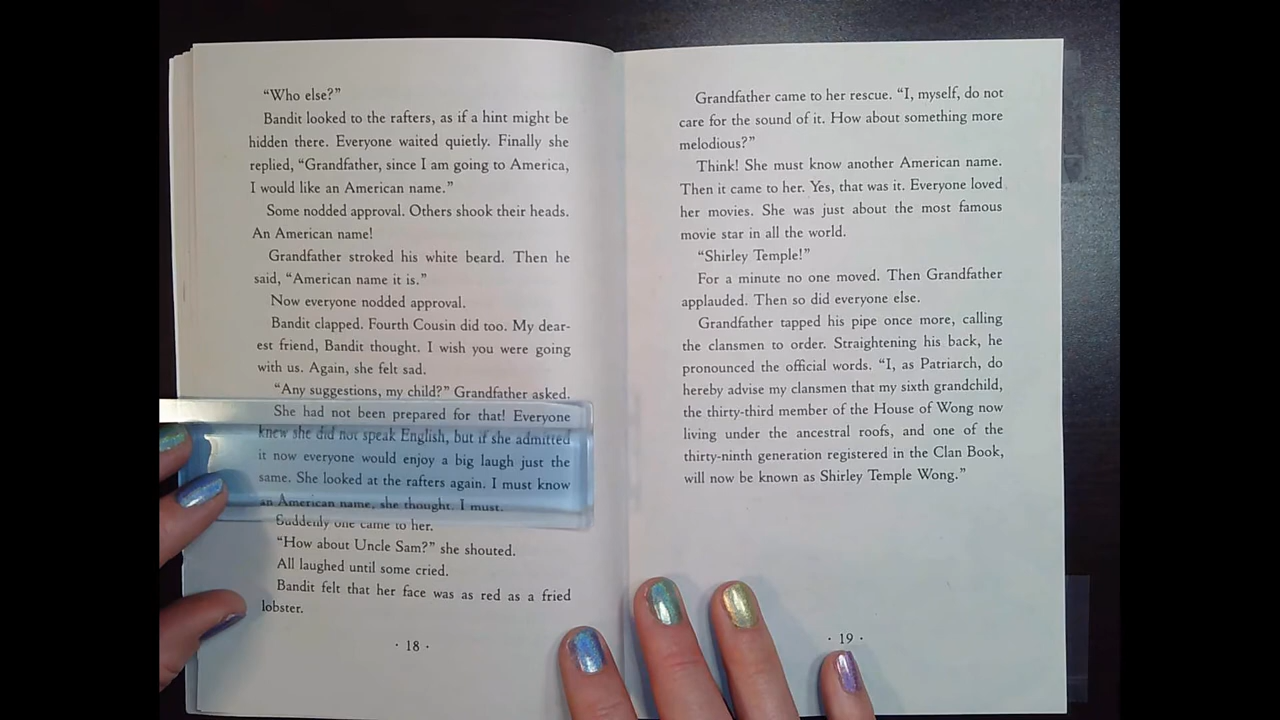 “Who else?”
Bandit looked to the rafters, as if a hint might be
hidden there. Everyone waited quietly. Finally she
replied, “Grandfather, since I am going to America,
I would like an American name.”
Some nodded approval. Others shook their heads.
An American name!
Grandfather stroked his white beard. Then he
said, “American name it is.”
Now everyone nodded approval.
Bandit clapped. Fourth Cousin did too. My dear-
est friend, Bandit thought. I wish you were going
with us. Again, she felt sad.
“Any suggestions, my child?” Grandfather asked.
She had not been prepared for that! Everyone
knew she did not speak English, but if she admitted
it now everyone would enjoy a big laugh just the
same. She looked at the rafters again. I must know
an American name, she thought. I must.
Suddenly one came to her.
“How about Uncle Sam?” she shouted.
All laughed until some cried.
Bandit felt that her face was as red as a fried
lobster.
· 18 ·
Grandfather came to her rescue. “I, myself, do not
care for the sound of it. How about something more
melodious?”
Think! She must know another American name.
Then it came to her. Yes, that was it. Everyone loved
her movies. She was just about the most famous
movie star in all the world.
“Shirley Temple!”
For a minute no one moved. Then Grandfather
applauded. Then so did everyone else.
Grandfather tapped his pipe once more, calling
the clansmen to order. Straightening his back, he
pronounced the official words. “I, as Patriarch, do
hereby advise my clansmen that my sixth grandchild,
the thirty-third member of the House of Wong now
living under the ancestral roofs, and one of the
thirty-ninth generation registered in the Clan Book,
will now be known as Shirley Temple Wong.”
· 19 ·